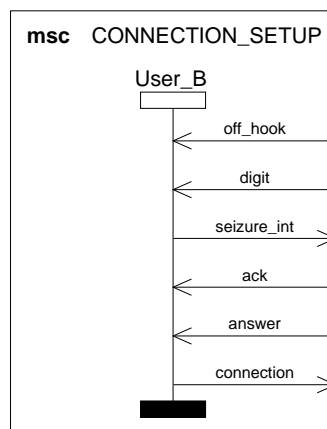 msc CONNECTION_SETUP
User_B
off_hook
digit
seizure_int
ack
answer
connection